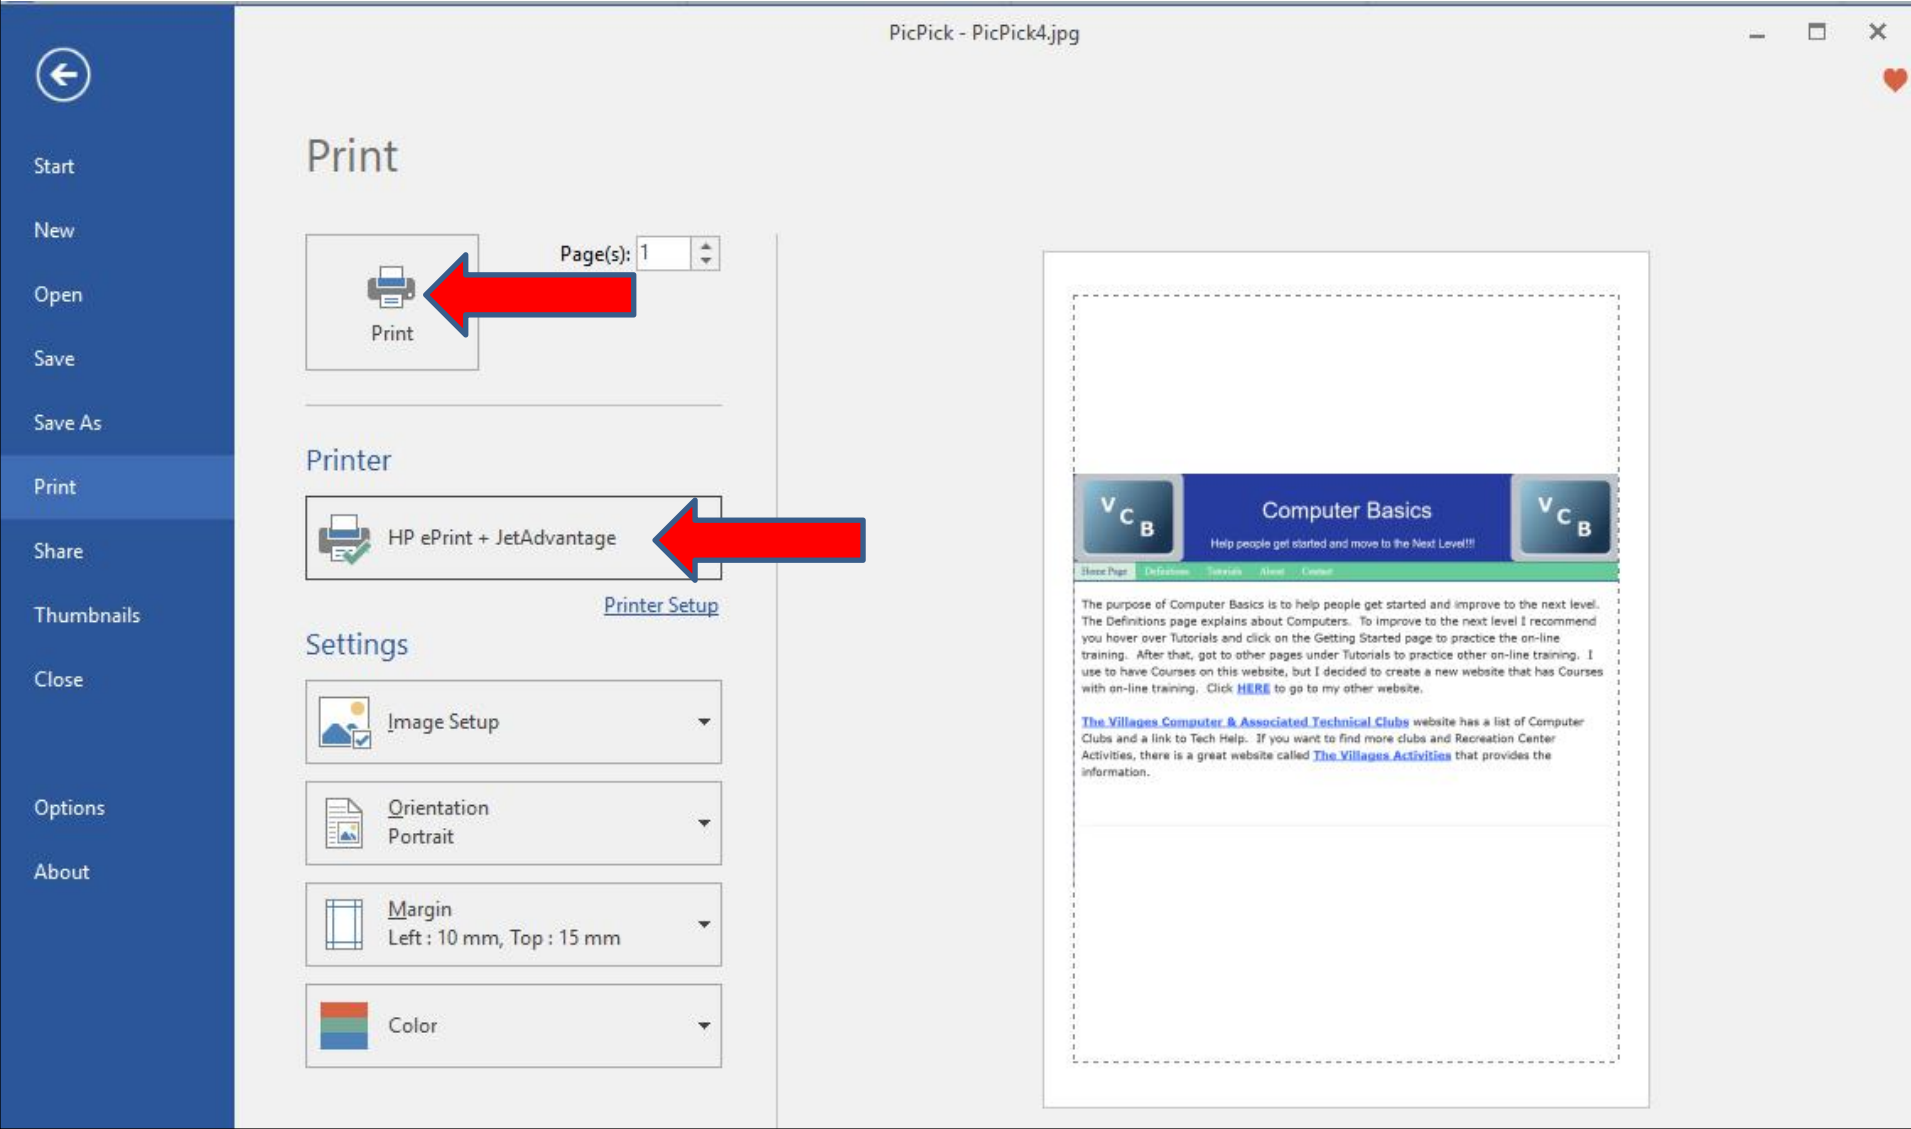 PicPick - PicPick4.jpg
Start
New
Open
Save
Save As
Print
Share
Thumbnails
Close
Options
About
Print
Print
Page(s): 1
Printer
HP ePrint + JetAdvantage
Printer Setup
Settings
Image Setup
Orientation
Portrait
Margin
Left : 10 mm, Top : 15 mm
Color
V C B
Computer Basics
Help people get started and move to the Next Level!!!
V C B
Home Page Definitions Tutorials About Contact
The purpose of Computer Basics is to help people get started and improve to the next level.
The Definitions page explains about Computers. To improve to the next level I recommend
you hover over Tutorials and click on the Getting Started page to practice the on-line
training. After that, got to other pages under Tutorials to practice other on-line training. I
use to have Courses on this website, but I decided to create a new website that has Courses
with on-line training. Click HERE to go to my other website.
The Villages Computer & Associated Technical Clubs website has a list of Computer
Clubs and a link to Tech Help. If you want to find more clubs and Recreation Center
Activities, there is a great website called The Villages Activities that provides the
information.